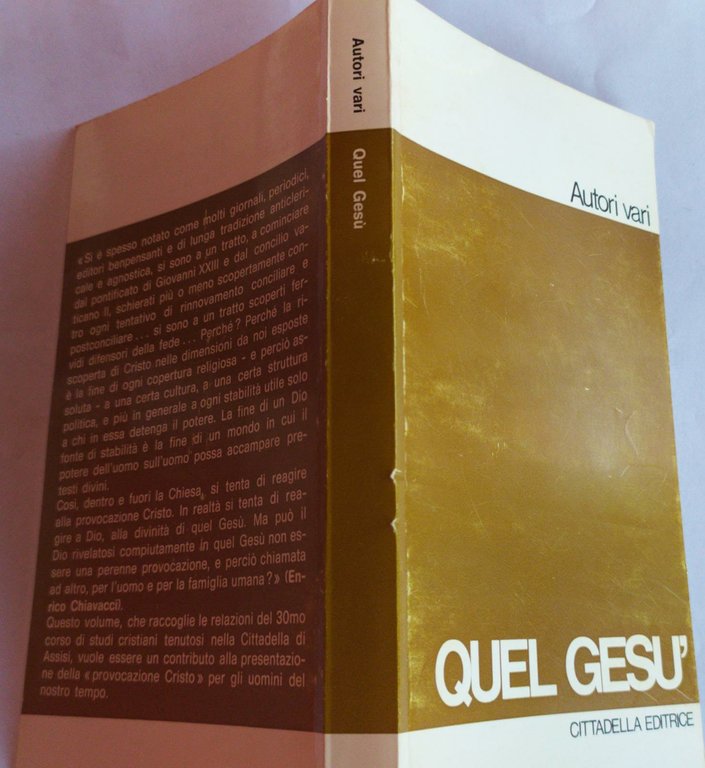 « Si è spesso notato come molti giornali, periodici,
editori benpensanti e di lunga tradizione anticleri-
cale e agnostica, si sono a un tratto, a cominciare
dal pontificato di Giovanni XXIII e dal concilio va-
ticano II, schierati più o meno scopertamente con-
tro ogni tentativo di rinnovamento conciliare e
postconciliare ... si sono a un tratto scoperti fer-
vidi difensori della fede ... Perché ? Perché la ri-
scoperta di Cristo nelle dimensioni da noi esposte
è la fine di ogni copertura religiosa - e perciò as-
soluta - a una certa cultura, a una certa struttura
politica, e più in generale a ogni stabilità utile solo
a chi in essa detenga il potere. La fine di un Dio
fonte di stabilità è la fine di un mondo in cui il
potere dell'uomo sull'uomo possa accampare pre-
testi divini.
Così, dentro e fuori la Chiesa, si tenta di reagire
alla provocazione Cristo. In realtà si tenta di rea-
gire a Dio, alla divinità di quel Gesù. Ma può il
Dio rivelatosi compiutamente in quel Gesù non es-
sere una perenne provocazione, e perciò chiamata
ad altro, per l'uomo e per la famiglia umana ? » (En-
rico Chiavacci).
Questo volume, che raccoglie le relazioni del 30mo
corso di studi cristiani tenutosi nella Cittadella di
Assisi, vuole essere un contributo alla presentazio-
ne della « provocazione Cristo » per gli uomini del
nostro tempo.
Autori vari
Quel Gesù
Autori vari
QUEL GESU'
CITTADELLA EDITRICE